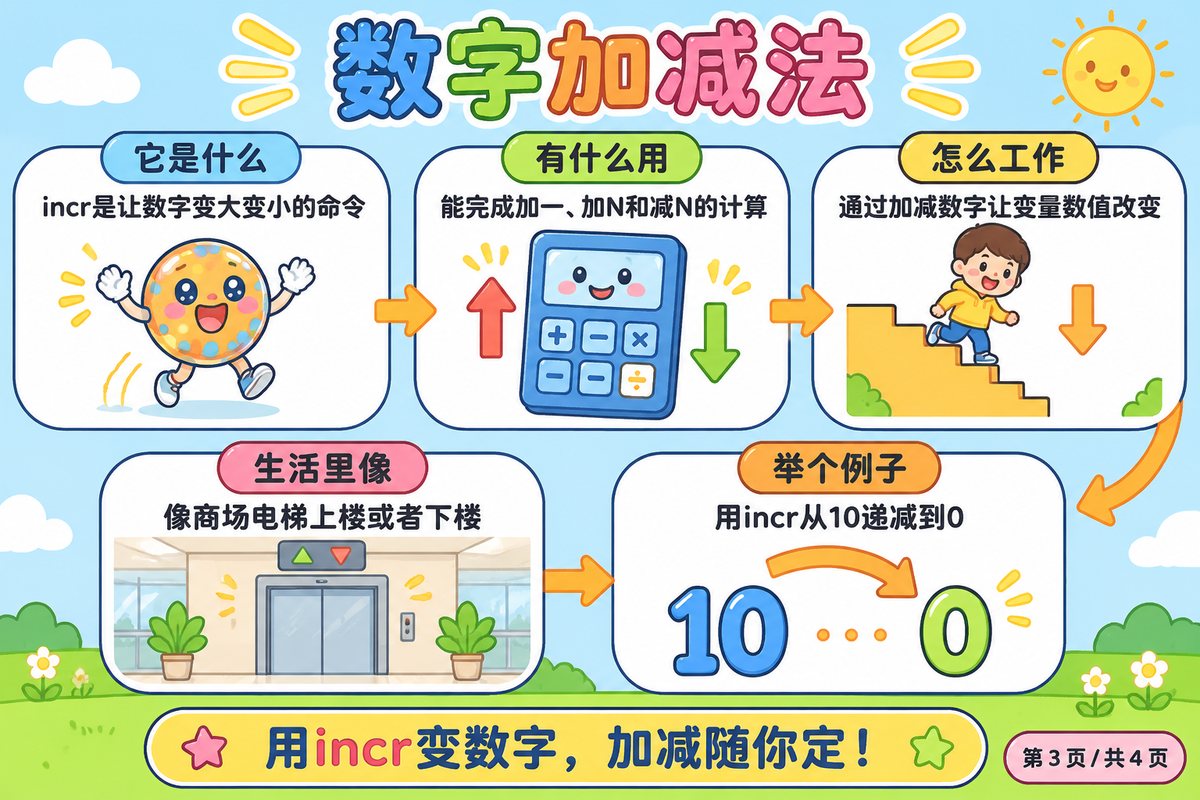 数字加减法
它是什么
incr是让数字变大变小的命令
有什么用
能完成加一、加N和减N的计算
+ − ×
− − ÷
怎么工作
通过加减数字让变量数值改变
生活里像
像商场电梯上楼或者下楼
举个例子
用incr从10递减到0
10 ··· 0
用incr变数字，加减随你定！
第3页/共4页